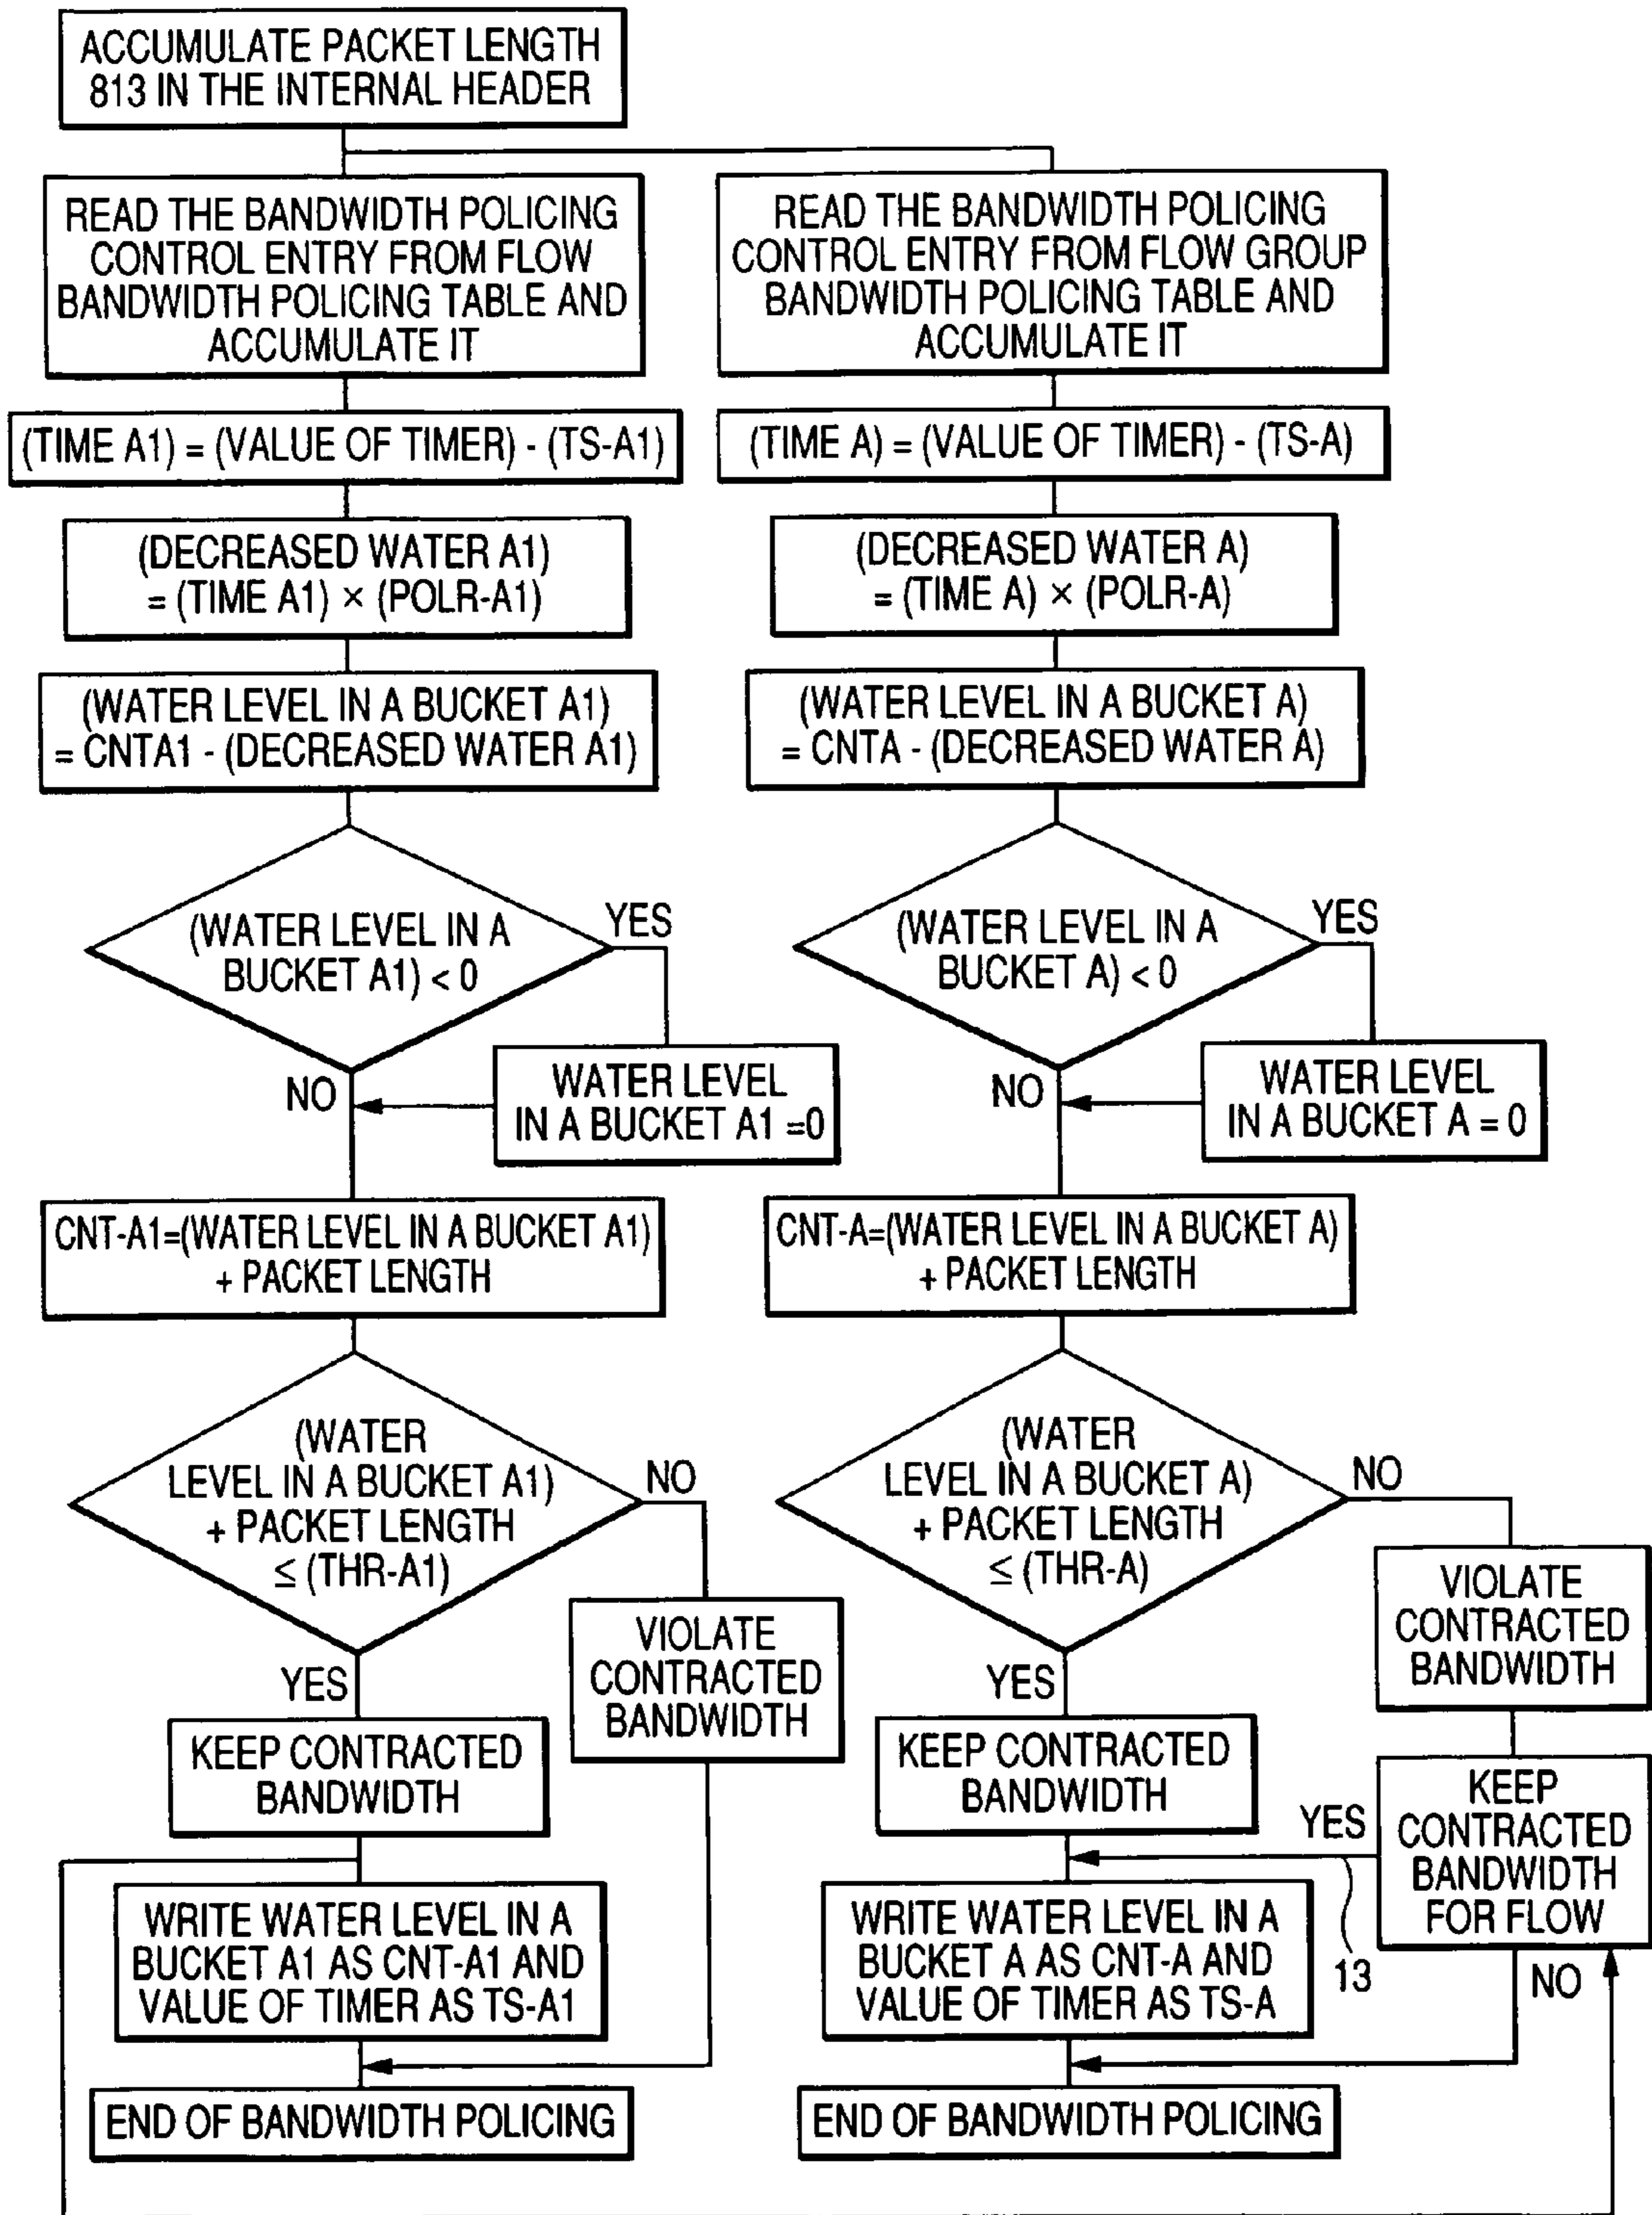 ACCUMULATE PACKET LENGTH
813 IN THE INTERNAL HEADER
READ THE BANDWIDTH POLICING
CONTROL ENTRY FROM FLOW
BANDWIDTH POLICING TABLE AND
ACCUMULATE IT
(TIME A1) = (VALUE OF TIMER) - (TS-A1)
(DECREASED WATER A1)
= (TIME A1) × (POLR-A1)
(WATER LEVEL IN A BUCKET A1)
= CNTA1 - (DECREASED WATER A1)
(WATER LEVEL IN A
BUCKET A1) < 0
YES
NO
WATER LEVEL
IN A BUCKET A1 =0
CNT-A1=(WATER LEVEL IN A BUCKET A1)
+ PACKET LENGTH
(WATER
LEVEL IN A BUCKET A1)
+ PACKET LENGTH
≤ (THR-A1)
NO
YES
VIOLATE
CONTRACTED
BANDWIDTH
KEEP CONTRACTED
BANDWIDTH
WRITE WATER LEVEL IN A
BUCKET A1 AS CNT-A1 AND
VALUE OF TIMER AS TS-A1
END OF BANDWIDTH POLICING
READ THE BANDWIDTH POLICING
CONTROL ENTRY FROM FLOW GROUP
BANDWIDTH POLICING TABLE AND
ACCUMULATE IT
(TIME A) = (VALUE OF TIMER) - (TS-A)
(DECREASED WATER A)
= (TIME A) × (POLR-A)
(WATER LEVEL IN A BUCKET A)
= CNTA - (DECREASED WATER A)
(WATER LEVEL IN A
BUCKET A) < 0
YES
NO
WATER LEVEL
IN A BUCKET A = 0
CNT-A=(WATER LEVEL IN A BUCKET A)
+ PACKET LENGTH
(WATER
LEVEL IN A BUCKET A)
+ PACKET LENGTH
≤ (THR-A)
NO
YES
VIOLATE
CONTRACTED
BANDWIDTH
KEEP CONTRACTED
BANDWIDTH
YES
KEEP
CONTRACTED
BANDWIDTH
FOR FLOW
13
NO
WRITE WATER LEVEL IN A
BUCKET A AS CNT-A AND
VALUE OF TIMER AS TS-A
END OF BANDWIDTH POLICING